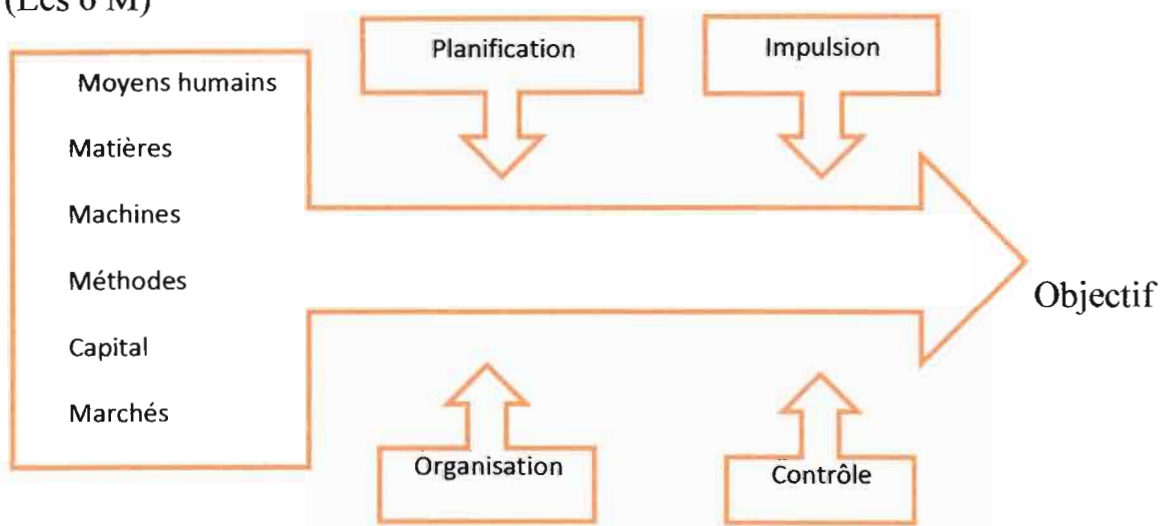 (Les 6 M)
Planification
Impulsion
Moyens humains
Matières
Machines
Méthodes
Capital
Marchés
Objectif
Organisation
Contrôle